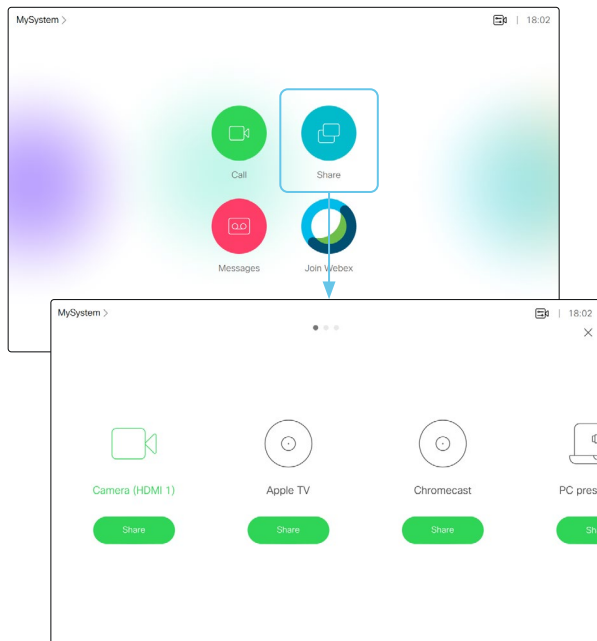 MySystem >
| 18:02
Call
Share
Messages
Join Webex
MySystem >
| 18:02
Camera (HDMI 1)
Apple TV
Chromecast
PC pres
Share
Share
Share
Sh